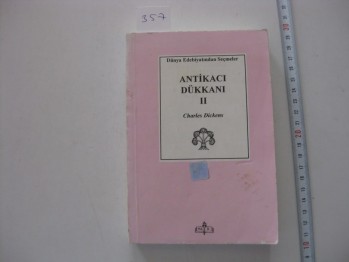 357
Dünya Edebiyatından Seçmeler
ANTİKACI
DÜKKANI
II
Charles Dickens